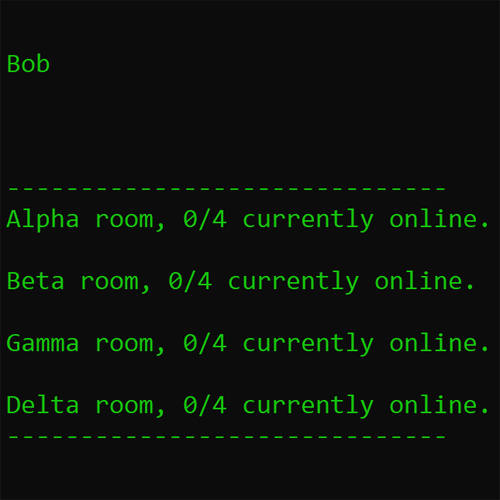 Bob
------------------------------
Alpha room, 0/4 currently online.
Beta room, 0/4 currently online.
Gamma room, 0/4 currently online.
Delta room, 0/4 currently online.
------------------------------